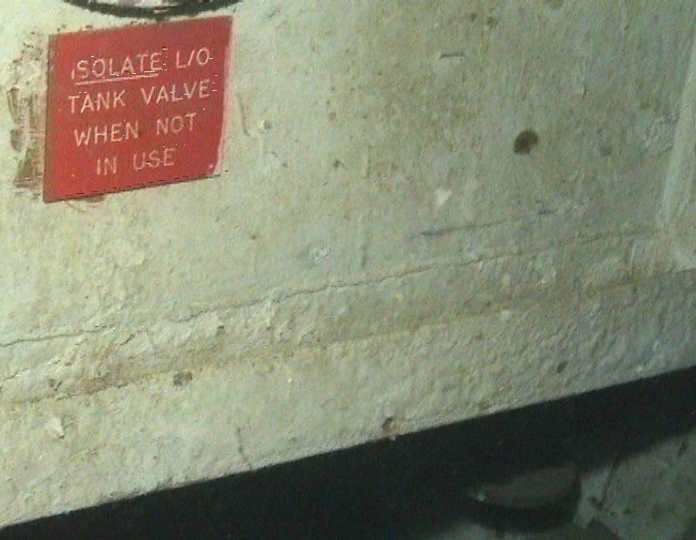 ISOLATE L/O
TANK VALVE
WHEN NOT
IN USE